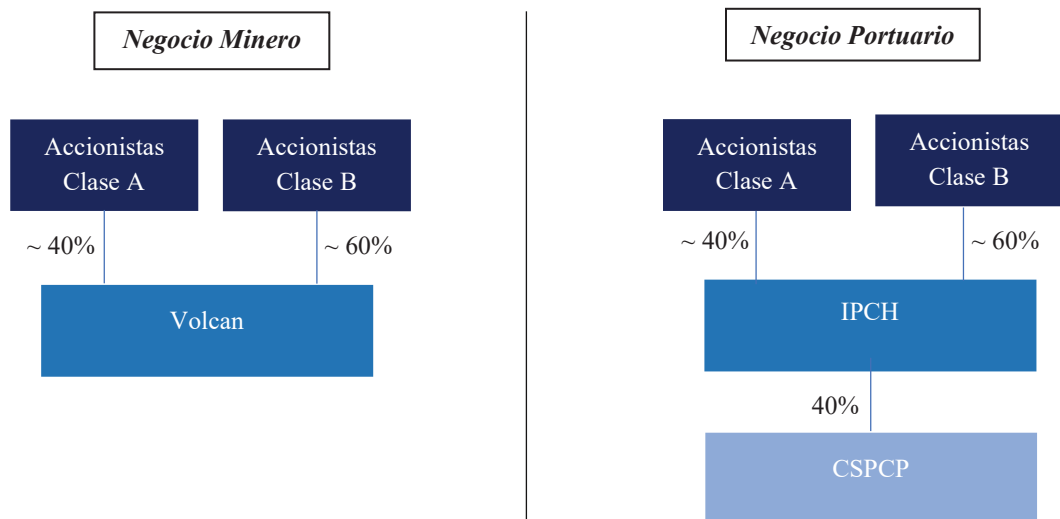 Negocio Minero
Accionistas
Clase A
Accionistas
Clase B
~ 40%
~ 60%
Volcan
Negocio Portuario
Accionistas
Clase A
Accionistas
Clase B
~ 40%
~ 60%
IPCH
40%
CSPCP